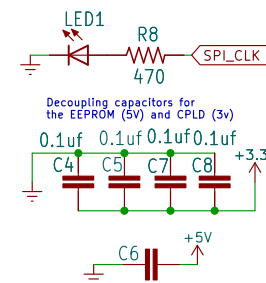 LED1
R8
470
SPI_CLK
Decoupling capacitors for
the EEPROM (5V) and CPLD (3v)
0.1uf 0.1uf 0.1uf 0.1uf
C4 C5 C7 C8
+3.3
C6
+5V